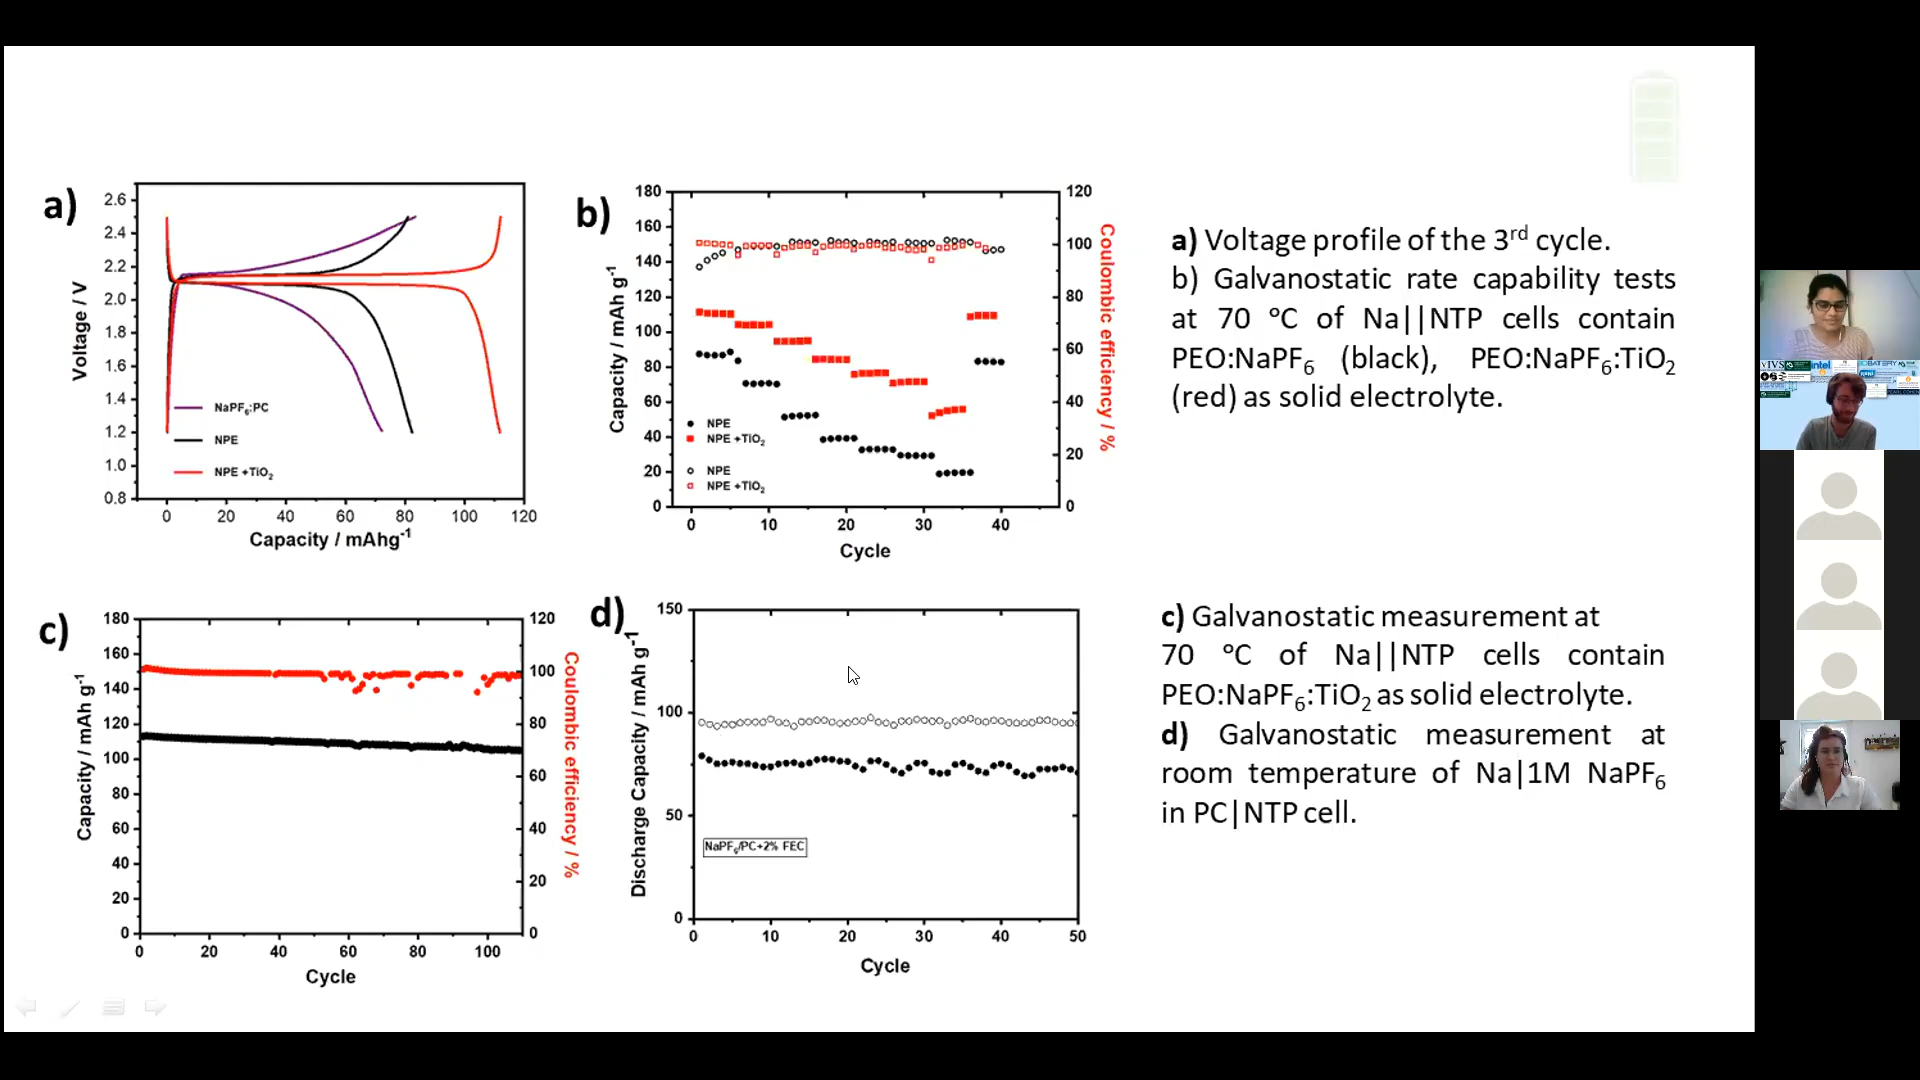 a)
2.6
2.4
2.2
2.0
1.8
1.6
1.4
1.2
1.0
0.8
Voltage / V
NaPF6:PC
NPE
NPE +TiO2
0 20 40 60 80 100 120
Capacity / mAhg-1
b)
180
160
140
120
100
80
60
40
20
0
Capacity / mAh g-1
NPE
NPE +TiO2
NPE
NPE +TiO2
120
100
80
60
40
20
0
Coulombic efficiency / %
0 10 20 30 40
Cycle
a) Voltage profile of the 3rd cycle.
b) Galvanostatic rate capability tests
at 70 °C of Na||NTP cells contain
PEO:NaPF6 (black), PEO:NaPF6:TiO2
(red) as solid electrolyte.
c)
180
160
140
120
100
80
60
40
20
0
Capacity / mAh g-1
120
100
80
60
40
20
0
Coulombic efficiency / %
0 20 40 60 80 100
Cycle
d)
150
100
50
0
Discharge Capacity / mAh g-1
NaPF6/PC+2% FEC
0 10 20 30 40 50
Cycle
c) Galvanostatic measurement at
70 °C of Na||NTP cells contain
PEO:NaPF6:TiO2 as solid electrolyte.
d) Galvanostatic measurement at
room temperature of Na|1M NaPF6
in PC|NTP cell.
intel